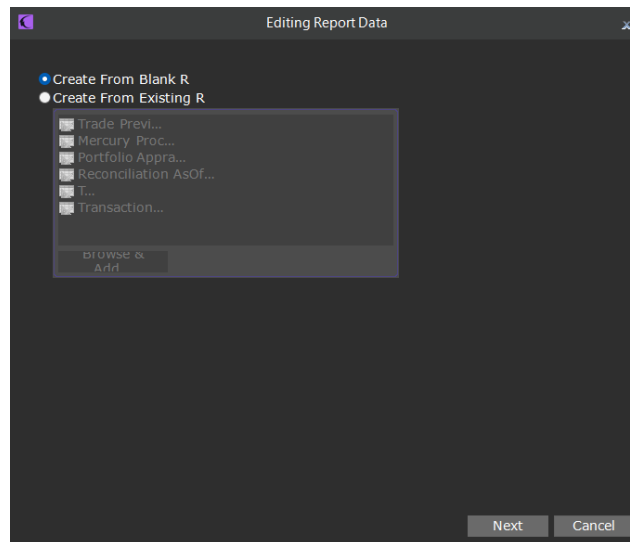 Editing Report Data
Create From Blank R
Create From Existing R
Trade Previ...
Mercury Proc...
Portfolio Appra...
Reconciliation AsOf...
T...
Transaction...
Browse &
Add
Next
Cancel